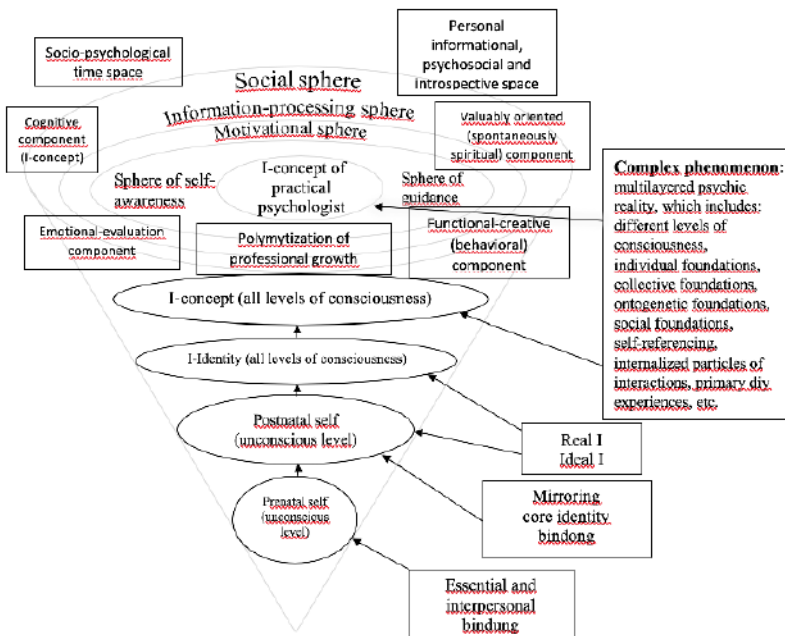 Socio-psychological
time space
Personal
informational,
psychosocial and
introspective space
Social sphere
Information-processing sphere
Motivational sphere
Cognitive
component
(I-concept)
Valuably oriented
(spontaneously
spiritual) component
Sphere of self-
awareness
I-concept of
practical
psychologist
Sphere of
guidance
Complex phenomenon:
multilayered psychic
reality, which includes:
different levels of
consciousness,
individual foundations,
collective foundations,
ontogenetic foundations,
social foundations,
self-referencing,
internalized particles of
interactions, primary diy
experiences, etc.
Emotional-evaluation
component
Polymytization of
professional growth
Functional-creative
(behavioral)
component
I-concept (all levels of consciousness)
I-Identity (all levels of consciousness)
Postnatal self
(unconscious level)
Real I
Ideal I
Prenatal self
(unconscious
level)
Mirroring
core identity
bindong
Essential and
interpersonal
bindung